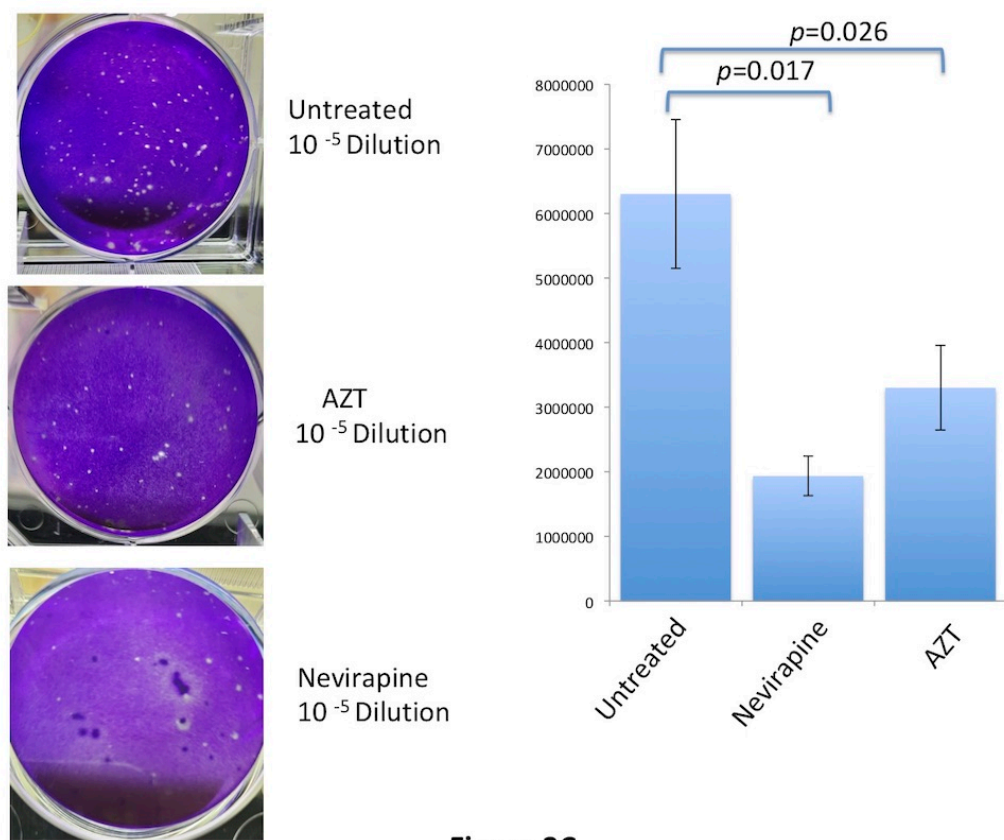 Untreated
10 -5 Dilution
AZT
10 -5 Dilution
Nevirapine
10 -5 Dilution
p=0.026
p=0.017
8000000
7000000
6000000
5000000
4000000
3000000
2000000
1000000
0
Untreated
Nevirapine
AZT